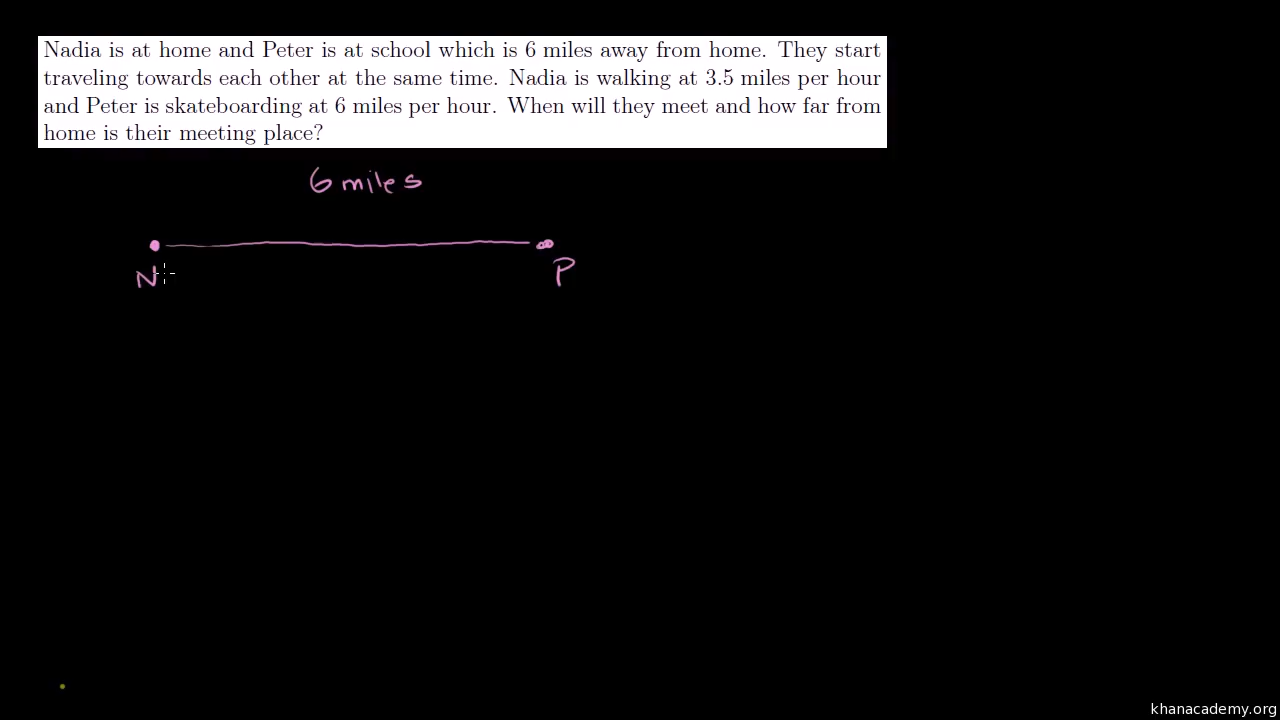 Nadia is at home and Peter is at school which is 6 miles away from home. They start
traveling towards each other at the same time. Nadia is walking at 3.5 miles per hour
and Peter is skateboarding at 6 miles per hour. When will they meet and how far from
home is their meeting place?
6 miles
N
P
khanacademy.org